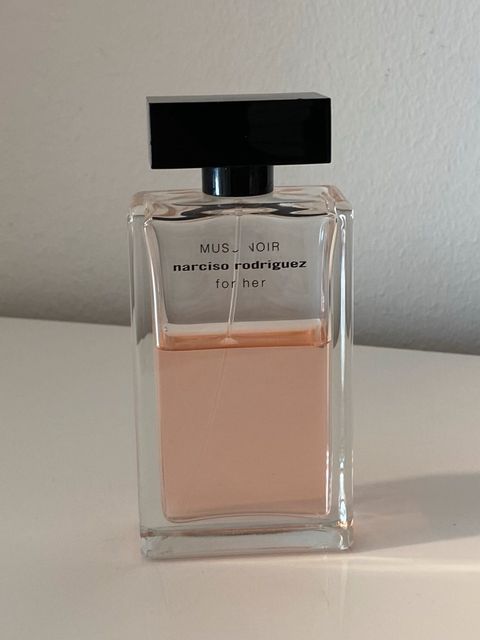 MUSC NOIR
narciso rodriguez
for her